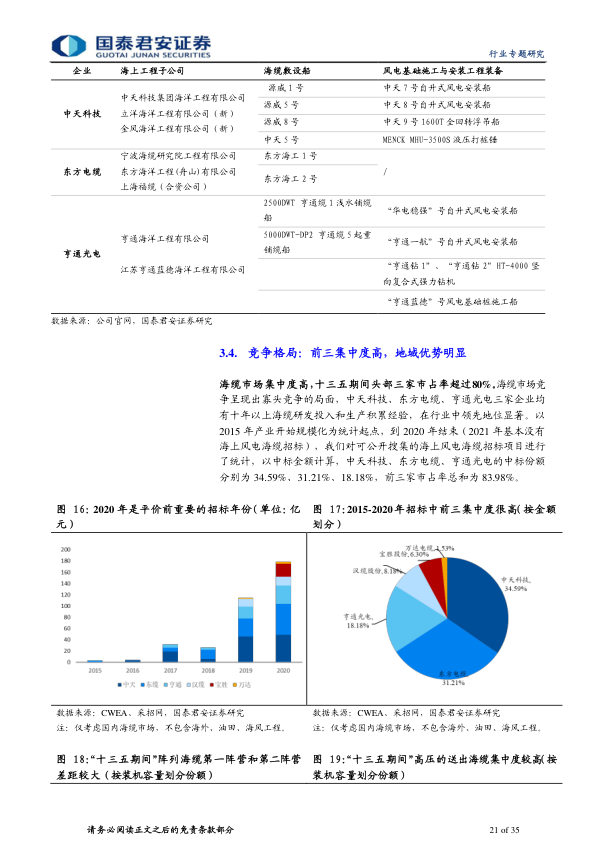 国泰君安证券
GUOTAI JUNAN SECURITIES
行业专题研究
企业 海上工程子公司 海缆敷设船 风电基础施工与安装工程装备
中天科技
中天科技集团海洋工程有限公司
立洋海洋工程有限公司（新）
金风海洋工程有限公司（新）
源威1号 中天7号自升式风电安装船
源威5号 中天8号自升式风电安装船
源威8号 中天9号1600T全回转浮吊船
中天5号 MENCK MHU-3500S液压打桩锤
东方电缆
宁波海缆研究院工程有限公司
东方海洋工程(舟山)有限公司
上海福缆（合资公司）
东方海工1号
东方海工2号
/
亨通光电
亨通海洋工程有限公司
江苏亨通蓝德海洋工程有限公司
2500DWT 亨通缆1浅水铺缆
船
“华电稳强”号自升式风电安装船
5000DWT-DP2 亨通缆5起重
铺缆船
“亨通一航”号自升式风电安装船
“亨通钻1”、“亨通钻2”HT-4000竖
向复合式强力钻机
“亨通蓝德”号风电基础桩施工船
数据来源：公司官网，国泰君安证券研究
3.4. 竞争格局：前三集中度高，地域优势明显
海缆市场集中度高，十三五期间头部三家市占率超过80%。海缆市场竞
争呈现出寡头竞争的局面，中天科技、东方电缆、亨通光电三家企业均
有十年以上海缆研发投入和生产积累经验，在行业中领先地位显著。以
2015年产业开始规模化为统计起点，到2020年结束（2021年基本没有
海上风电海缆招标），我们对可公开搜集的海上风电海缆招标项目进行
了统计，以中标金额计算，中天科技、东方电缆、亨通光电的中标份额
分别为34.59%、31.21%、18.18%，前三家市占率总和为83.98%。
图 16：2020年是平价前重要的招标年份（单位：亿
元）
200
180
160
140
120
100
80
60
40
20
0
2015 2016 2017 2018 2019 2020
中天 东缆 亨通 汉缆 宝胜 万达
数据来源：CWEA、采招网，国泰君安证券研究
注：仅考虑国内海缆市场，不包含海外、油田、海风工程。
图 17：2015-2020年招标中前三集中度很高（按金额
划分）
万达电缆,1.53%
宝胜股份,6.30%
汉缆股份,8.18%
亨通光电,
18.18%
中天科技,
34.59%
东方电缆,
31.21%
数据来源：CWEA、采招网，国泰君安证券研究
注：仅考虑国内海缆市场，不包含海外、油田、海风工程。
图 18：“十三五期间”阵列海缆第一阵营和第二阵营
差距较大（按装机容量划分份额）
图 19：“十三五期间”高压的送出海缆集中度较高（按
装机容量划分份额）
请务必阅读正文之后的免责条款部分
21 of 35